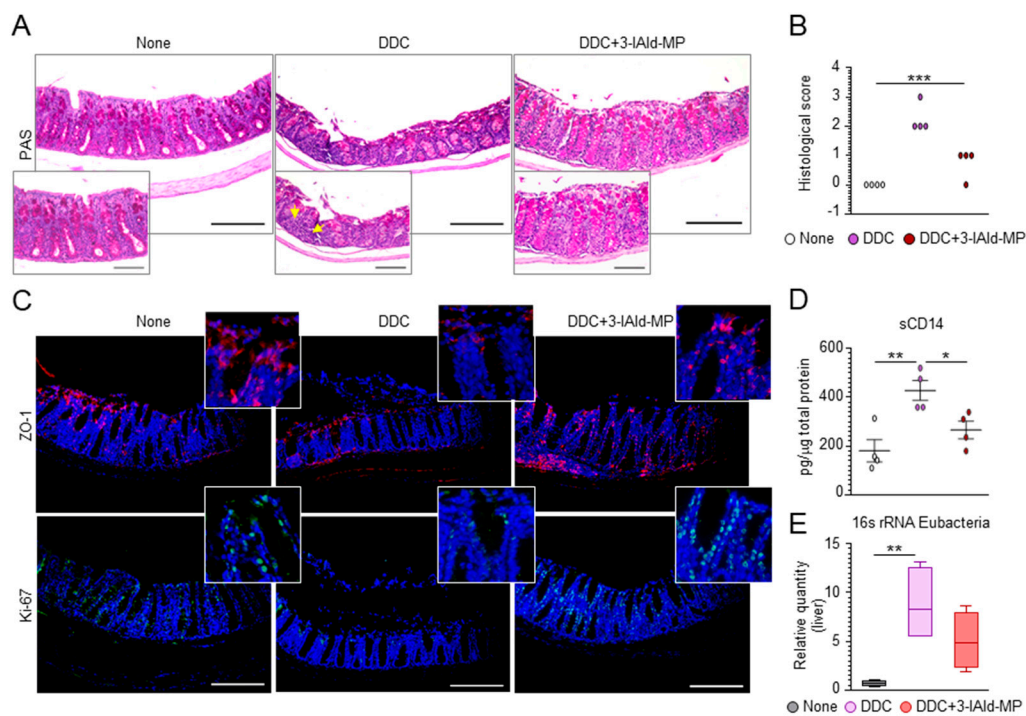 A
None
DDC
DDC+3-IAld-MP
PAS
B
Histological score
4
3
2
1
0
-1
***
None
DDC
DDC+3-IAld-MP
C
None
DDC
DDC+3-IAld-MP
ZO-1
Ki-67
D
sCD14
pg/µg total protein
600
400
200
0
**
*
E
16s rRNA Eubacteria
Relative quantity
(liver)
15
10
5
0
**
None
DDC
DDC+3-IAld-MP